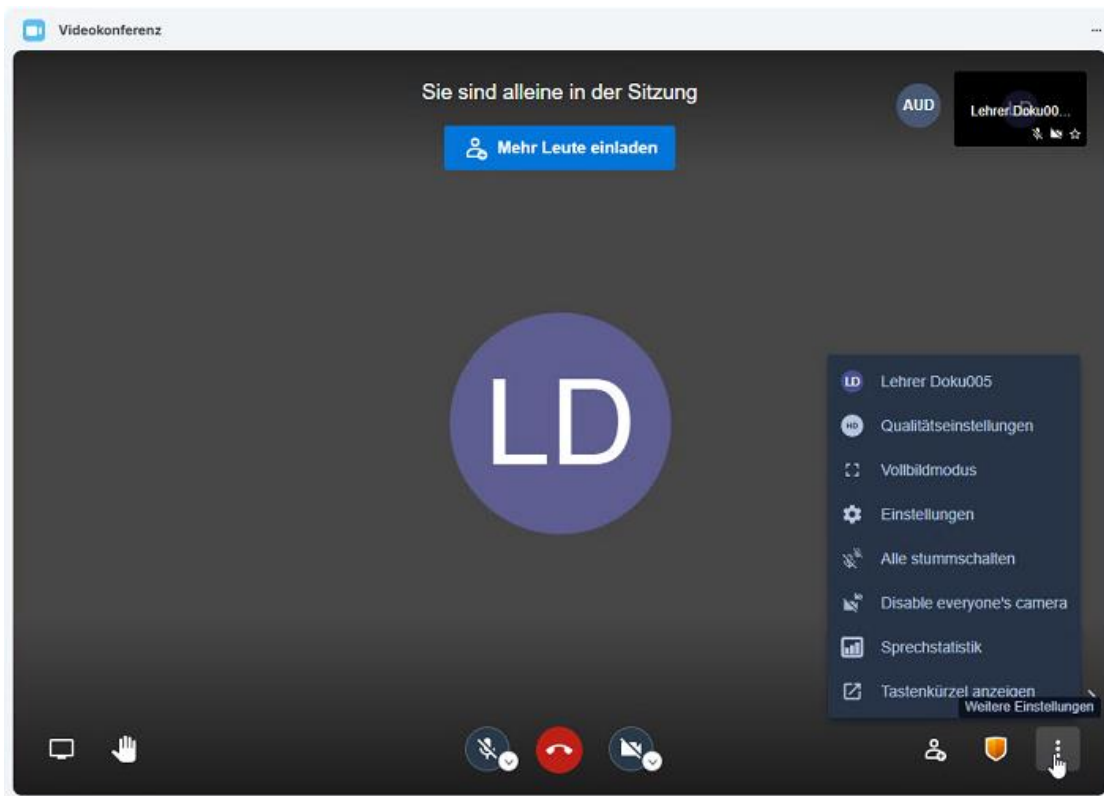 Videokonferenz
Sie sind alleine in der Sitzung
Mehr Leute einladen
AUD
Lehrer Doku00...
LD
LD
Lehrer Doku005
HD
Qualitätseinstellungen
Vollbildmodus
Einstellungen
Alle stummschalten
Disable everyone's camera
Sprechstatistik
Tastenkürzel anzeigen
Weitere Einstellungen